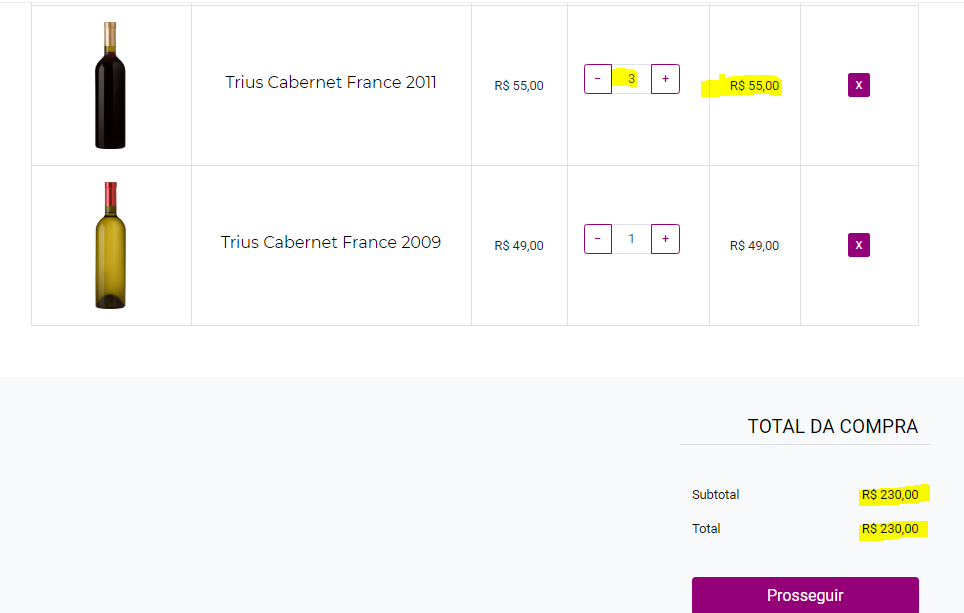 Trius Cabernet France 2011 R$ 55,00 - 3 + R$ 55,00 x
Trius Cabernet France 2009 R$ 49,00 - 1 + R$ 49,00 x
TOTAL DA COMPRA
Subtotal R$ 230,00
Total R$ 230,00
Prosseguir